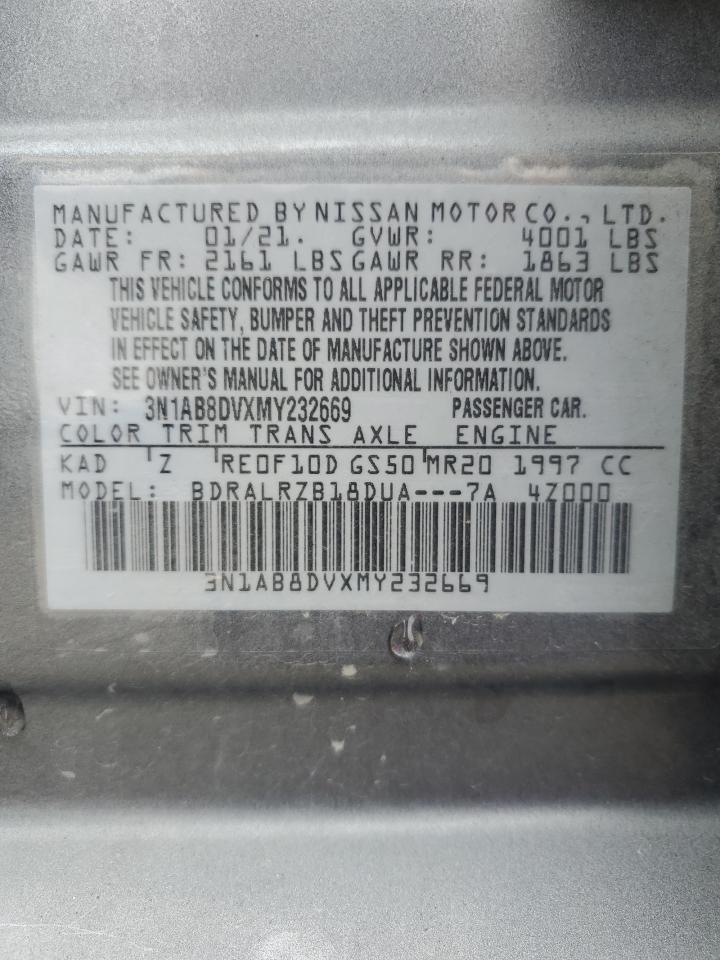 MANUFACTURED BY NISSAN MOTOR CO., LTD.
DATE: 01/21. GVWR: 4001 LBS
GAWR FR: 2161 LBS GAWR RR: 1863 LBS
THIS VEHICLE CONFORMS TO ALL APPLICABLE FEDERAL MOTOR
VEHICLE SAFETY, BUMPER AND THEFT PREVENTION STANDARDS
IN EFFECT ON THE DATE OF MANUFACTURE SHOWN ABOVE.
SEE OWNER'S MANUAL FOR ADDITIONAL INFORMATION.
VIN: 3N1AB8DVXMY232669 PASSENGER CAR.
COLOR TRIM TRANS AXLE ENGINE
KAD Z RE0F10D GS50 MR20 1997 CC
MODEL: BDRALRZB18DUA---7A 4Z000
3N1AB8DVXMY232669